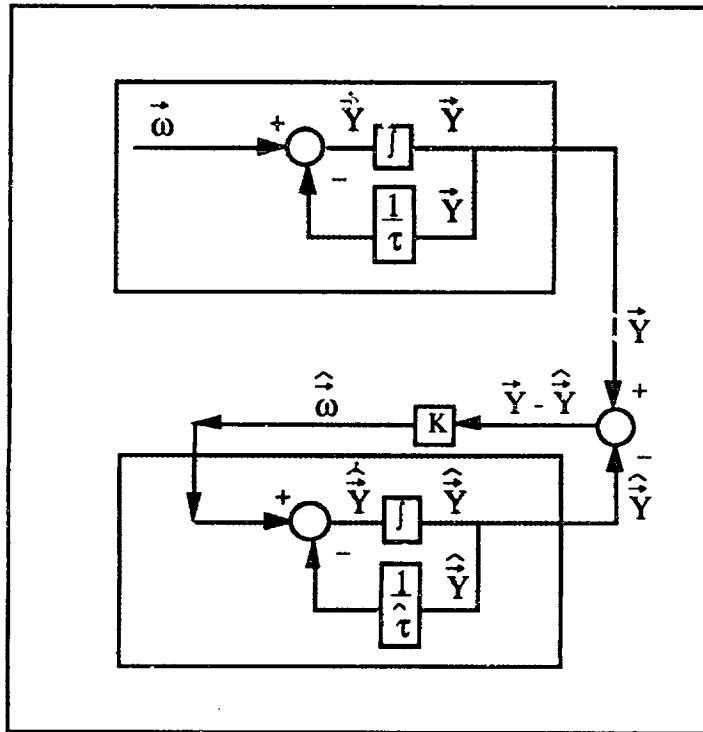 ω⃗ + Ẏ⃗ ∫ Y⃗
− 1/τ Y⃗
Y⃗
ω̂⃗ K Y⃗ - Ŷ⃗ +
−
+ Ẏ̂⃗ ∫ Ŷ⃗ Ŷ⃗
− 1/τ̂ Ŷ⃗